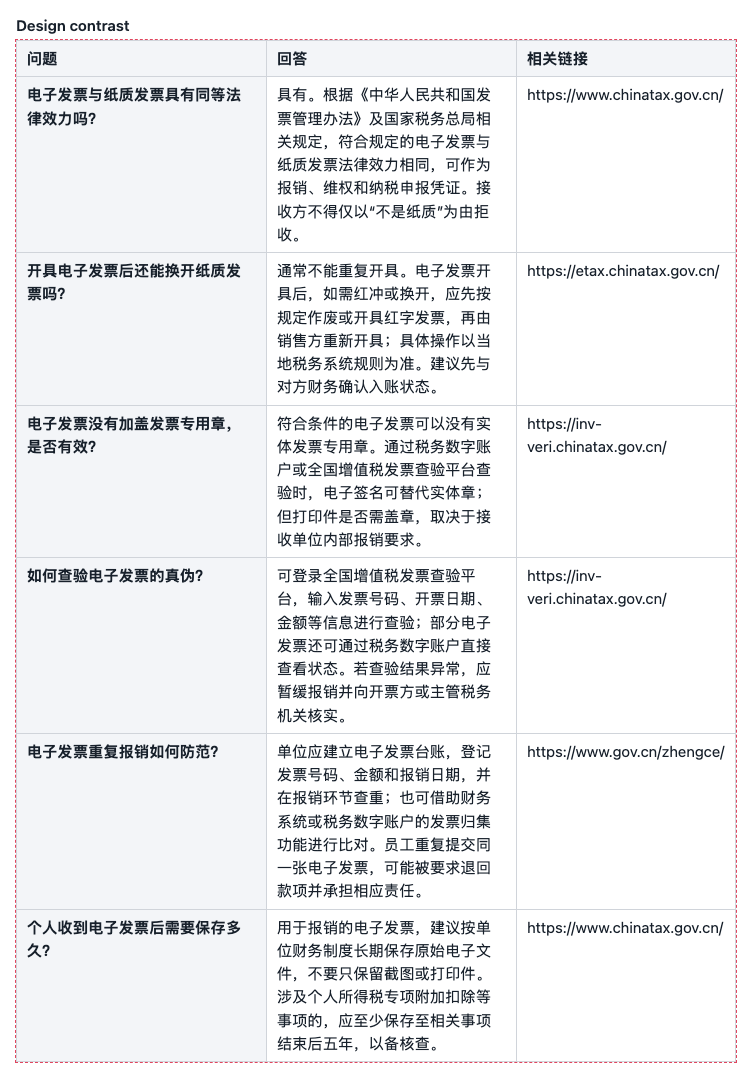 Design contrast
问题 回答 相关链接
电子发票与纸质发票具有同等法 具有。根据《中华人民共和国发 https://www.chinatax.gov.cn/
律效力吗？ 票管理办法》及国家税务总局相
关规定，符合规定的电子发票与
纸质发票法律效力相同，可作为
报销、维权和纳税申报凭证。接
收方不得仅以“不是纸质”为由拒
收。
开具电子发票后还能换开纸质发 通常不能重复开具。电子发票开 https://etax.chinatax.gov.cn/
票吗？ 具后，如需红冲或换开，应先按
规定作废或开具红字发票，再由
销售方重新开具；具体操作以当
地税务系统规则为准。建议先与
对方财务确认入账状态。
电子发票没有加盖发票专用章， 符合条件的电子发票可以没有实 https://inv-
是否有效？ 体发票专用章。通过税务数字账 veri.chinatax.gov.cn/
户或全国增值税发票查验平台查
验时，电子签名可替代实体章；
但打印件是否需盖章，取决于接
收单位内部报销要求。
如何查验电子发票的真伪？ 可登录全国增值税发票查验平 https://inv-
台，输入发票号码、开票日期、 veri.chinatax.gov.cn/
金额等信息进行查验；部分电子
发票还可通过税务数字账户直接
查看状态。若查验结果异常，应
暂缓报销并向开票方或主管税务
机关核实。
电子发票重复报销如何防范？ 单位应建立电子发票台账，登记 https://www.gov.cn/zhengce/
发票号码、金额和报销日期，并
在报销环节查重；也可借助财务
系统或税务数字账户的发票归集
功能进行比对。员工重复提交同
一张电子发票，可能被要求退回
款项并承担相应责任。
个人收到电子发票后需要保存多 用于报销的电子发票，建议按单 https://www.chinatax.gov.cn/
久？ 位财务制度长期保存原始电子文
件，不要只保留截图或打印件。
涉及个人所得税专项附加扣除等
事项的，应至少保存至相关事项
结束后五年，以备核查。